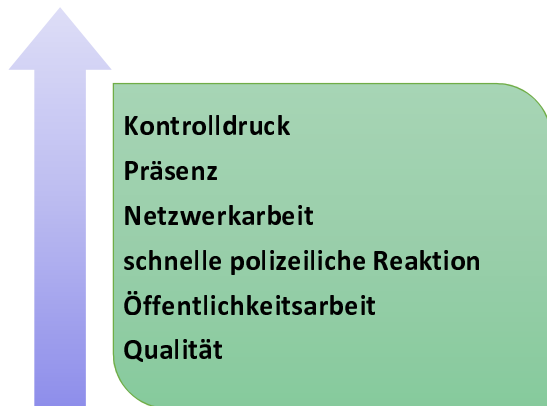 Kontrolldruck
Präsenz
Netzwerkarbeit
schnelle polizeiliche Reaktion
Öffentlichkeitsarbeit
Qualität